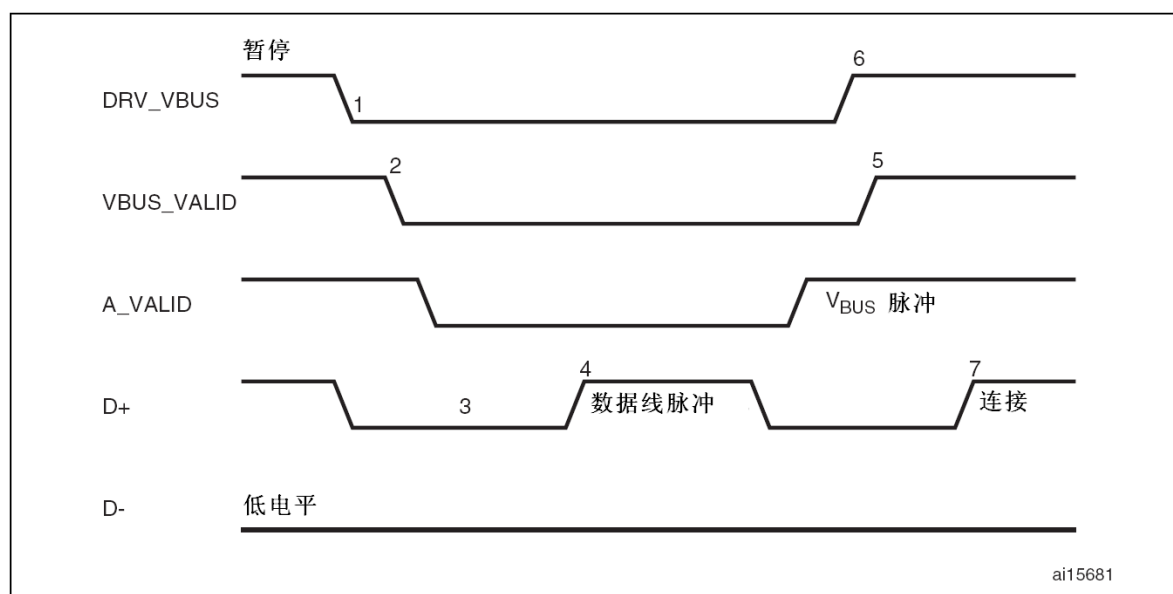 暂停
6
DRV_VBUS
1
2
5
VBUS_VALID
A_VALID
VBUS 脉冲
4
7
D+
3
数据线脉冲
连接
D-
低电平
ai15681